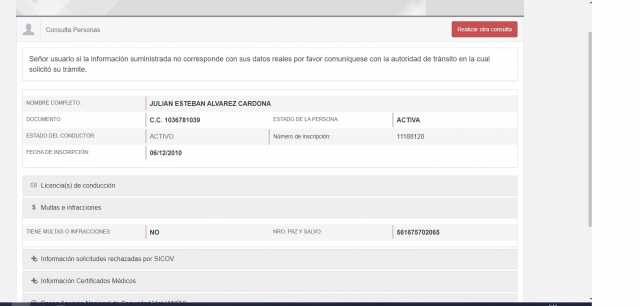 Consulta Personas
Realizar otra consulta
Señor usuario si la información suministrada no corresponde con sus datos reales por favor comuníquese con la autoridad de tránsito en la cual
solicitó su trámite.
NOMBRE COMPLETO: JULIAN ESTEBAN ALVAREZ CARDONA
DOCUMENTO: C.C. 1036781039 ESTADO DE LA PERSONA: ACTIVA
ESTADO DEL CONDUCTOR: ACTIVO Número de inscripción: 11188120
FECHA DE INSCRIPCIÓN: 06/12/2010
Licencia(s) de conducción
$ Multas e infracciones
TIENE MULTAS O INFRACCIONES: NO NRO. PAZ Y SALVO: 501675702065
Información solicitudes rechazadas por SICOV
Información Certificados Médicos